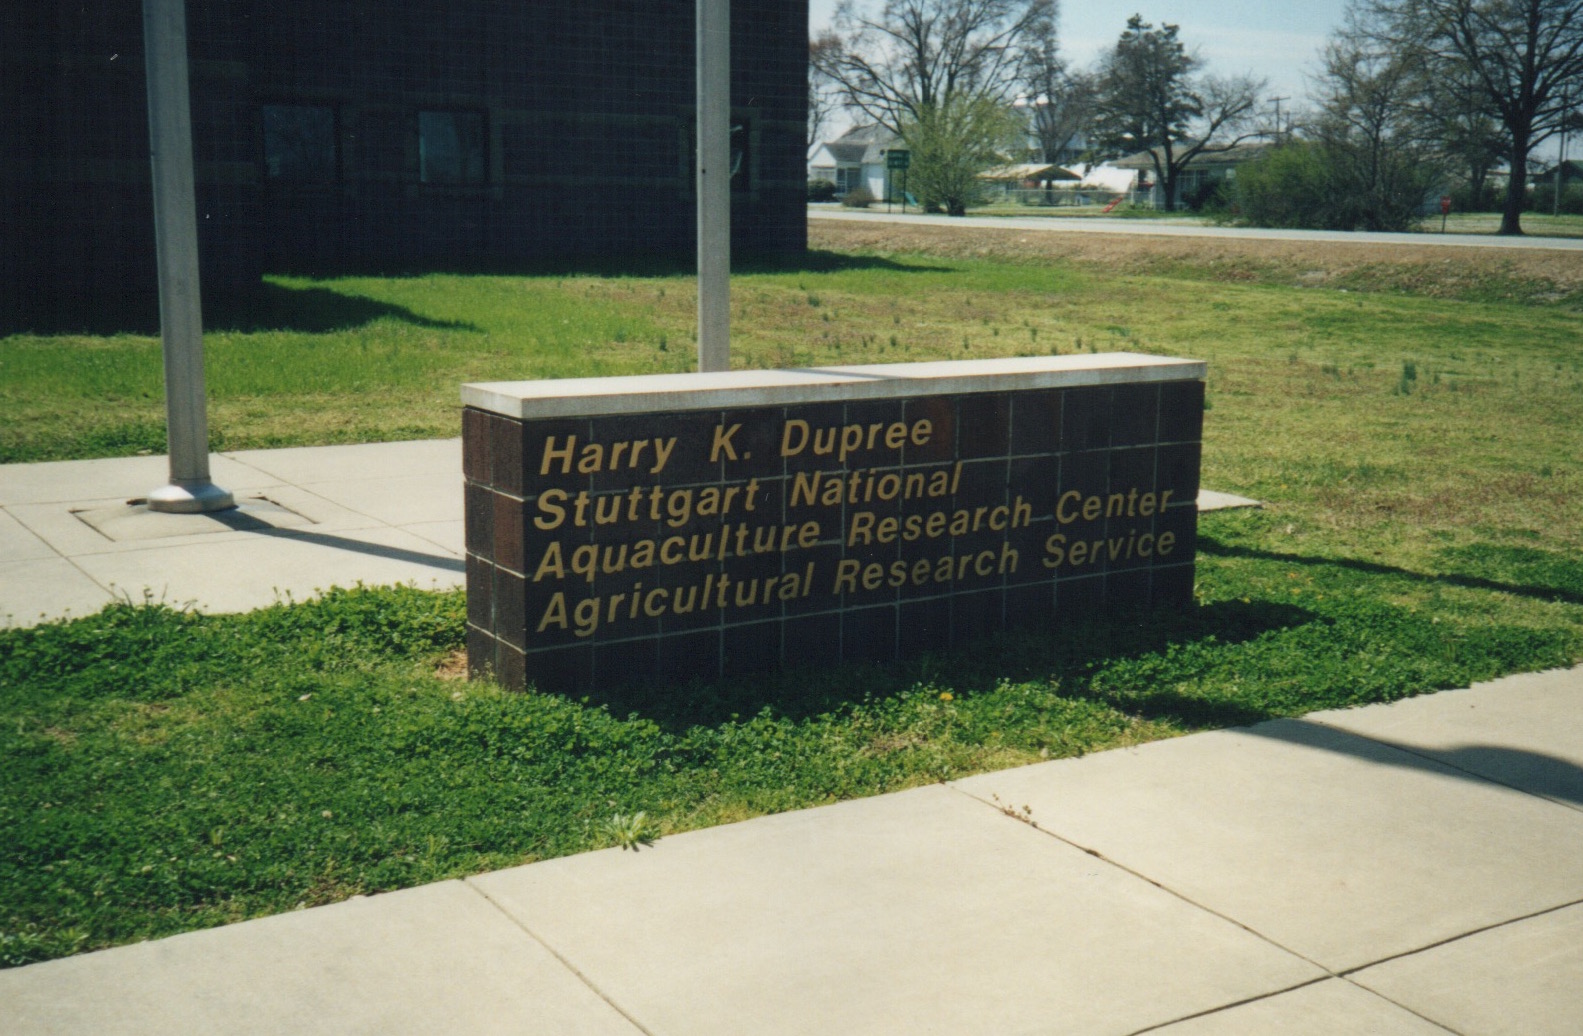 Harry K. Dupree
Stuttgart National
Aquaculture Research Center
Agricultural Research Service